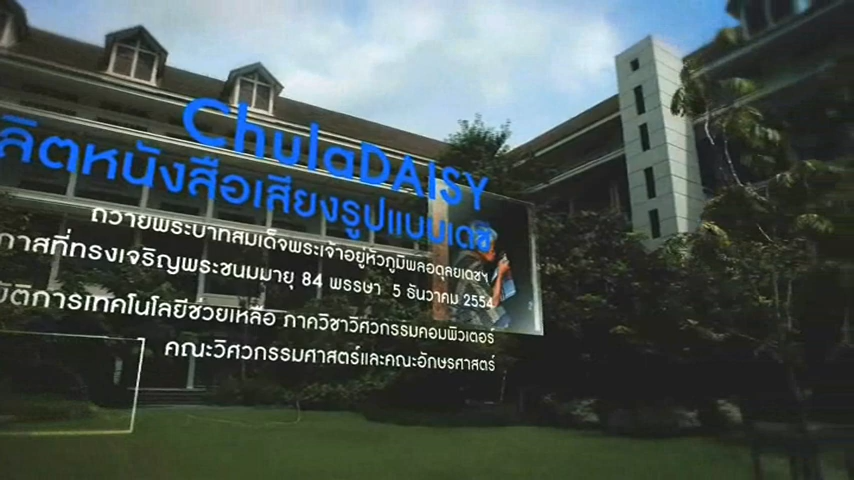 ChulaDAISY
ลิตหนังสือเสียงรูปแบบเดซี
ถวายพระบาทสมเด็จพระเจ้าอยู่หัวภูมิพลอดุลยเดชฯ
กาสที่ทรงเจริญพระชนมายุ 84 พรรษา 5 ธันวาคม 2554
บัติการเทคโนโลยีช่วยเหลือ ภาควิชาวิศวกรรมคอมพิวเตอร์
คณะวิศวกรรมศาสตร์และคณะอักษรศาสตร์